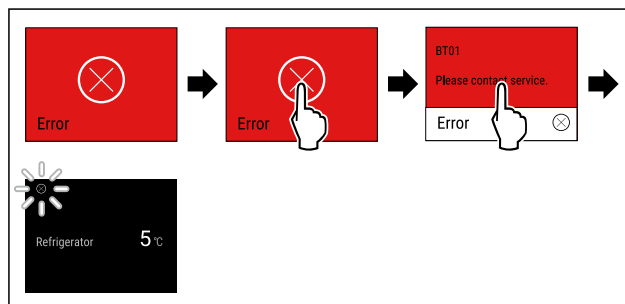 Error
Error
BT01
Please contact service.
Error
Refrigerator 5 °C